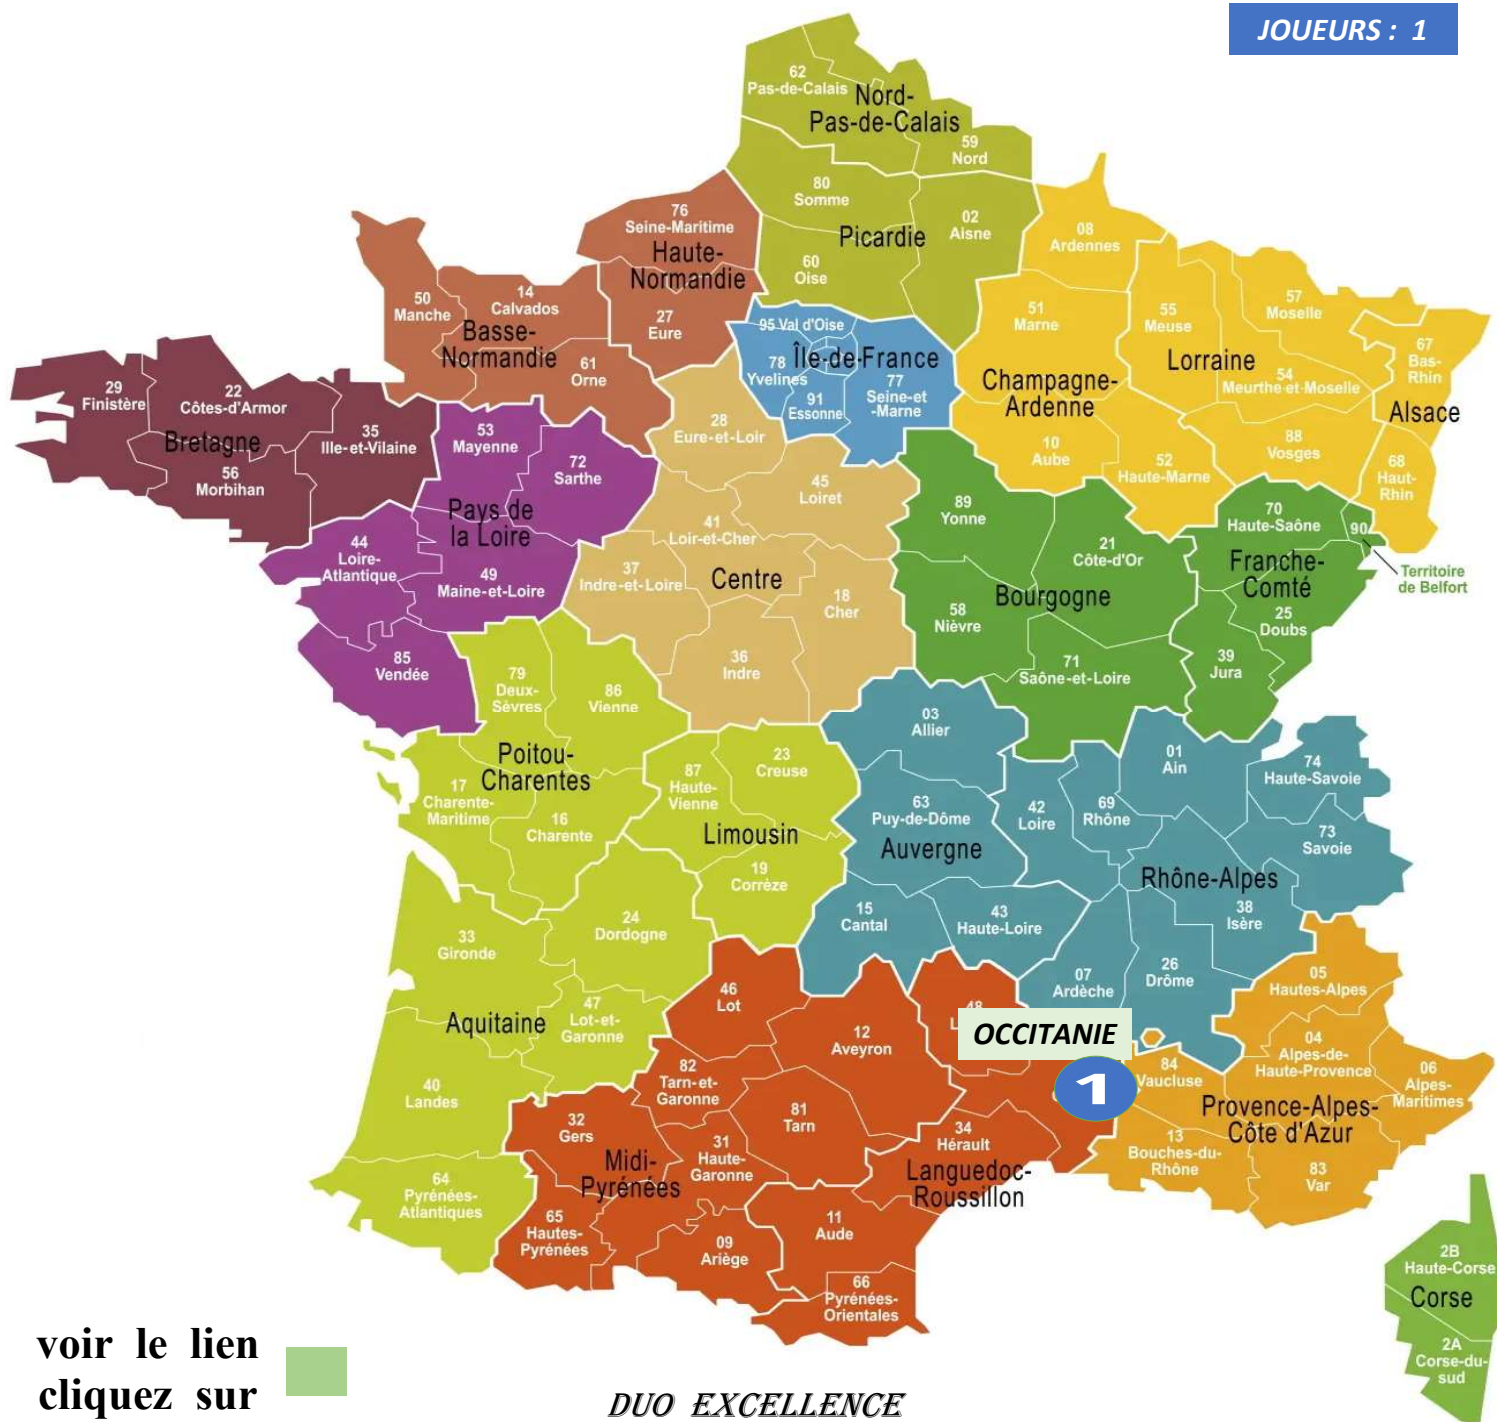 JOUEURS : 1
62
Pas-de-Calais
Nord-
Pas-de-Calais
59
Nord
80
Somme
02
Aisne
Picardie
60
Oise
76
Seine-Maritime
Haute-
Normandie
27
Eure
08
Ardennes
50
Manche
14
Calvados
Basse-
Normandie
61
Orne
95 Val d'Oise
Île-de-France
78
Yvelines
91
Essonne
77
Seine-et
-Marne
51
Marne
Champagne-
Ardenne
10
Aube
52
Haute-Marne
55
Meuse
57
Moselle
Lorraine
54
Meurthe-et-Moselle
88
Vosges
67
Bas-
Rhin
Alsace
68
Haut-
Rhin
29
Finistère
22
Côtes-d'Armor
Bretagne
35
Ille-et-Vilaine
56
Morbihan
53
Mayenne
72
Sarthe
Pays de
la Loire
44
Loire-
Atlantique
49
Maine-et-Loire
85
Vendée
28
Eure-et-Loir
45
Loiret
41
Loir-et-Cher
37
Indre-et-Loire
Centre
18
Cher
36
Indre
89
Yonne
21
Côte-d'Or
Bourgogne
58
Nièvre
71
Saône-et-Loire
70
Haute-Saône
90
Territoire
de Belfort
Franche-
Comté
25
Doubs
39
Jura
79
Deux-
Sèvres
86
Vienne
Poitou-
Charentes
17
Charente-
Maritime
16
Charente
87
Haute-
Vienne
23
Creuse
Limousin
19
Corrèze
03
Allier
63
Puy-de-Dôme
Auvergne
15
Cantal
43
Haute-Loire
42
Loire
69
Rhône
01
Ain
74
Haute-Savoie
73
Savoie
Rhône-Alpes
38
Isère
07
Ardèche
26
Drôme
33
Gironde
24
Dordogne
47
Lot-et-
Garonne
Aquitaine
40
Landes
64
Pyrénées-
Atlantiques
46
Lot
12
Aveyron
82
Tarn-et-
Garonne
81
Tarn
32
Gers
31
Haute-
Garonne
Midi-
Pyrénées
65
Hautes-
Pyrénées
09
Ariège
48
OCCITANIE
1
34
Hérault
Languedoc-
Roussillon
11
Aude
66
Pyrénées-
Orientales
05
Hautes-Alpes
04
Alpes-de-
Haute-Provence
06
Alpes-
Maritimes
84
Vaucluse
Provence-Alpes-
Côte d'Azur
13
Bouches-du-
Rhône
83
Var
2B
Haute-Corse
Corse
2A
Corse-du-
sud
voir le lien
cliquez sur
DUO EXCELLENCE